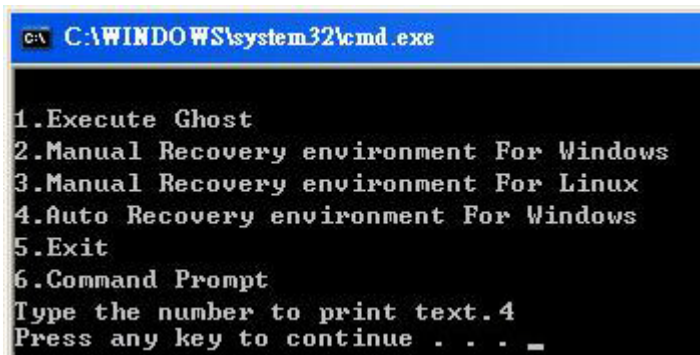 C:\WINDOWS\system32\cmd.exe
1.Execute Ghost
2.Manual Recovery environment For Windows
3.Manual Recovery environment For Linux
4.Auto Recovery environment For Windows
5.Exit
6.Command Prompt
Type the number to print text.4
Press any key to continue . . . _